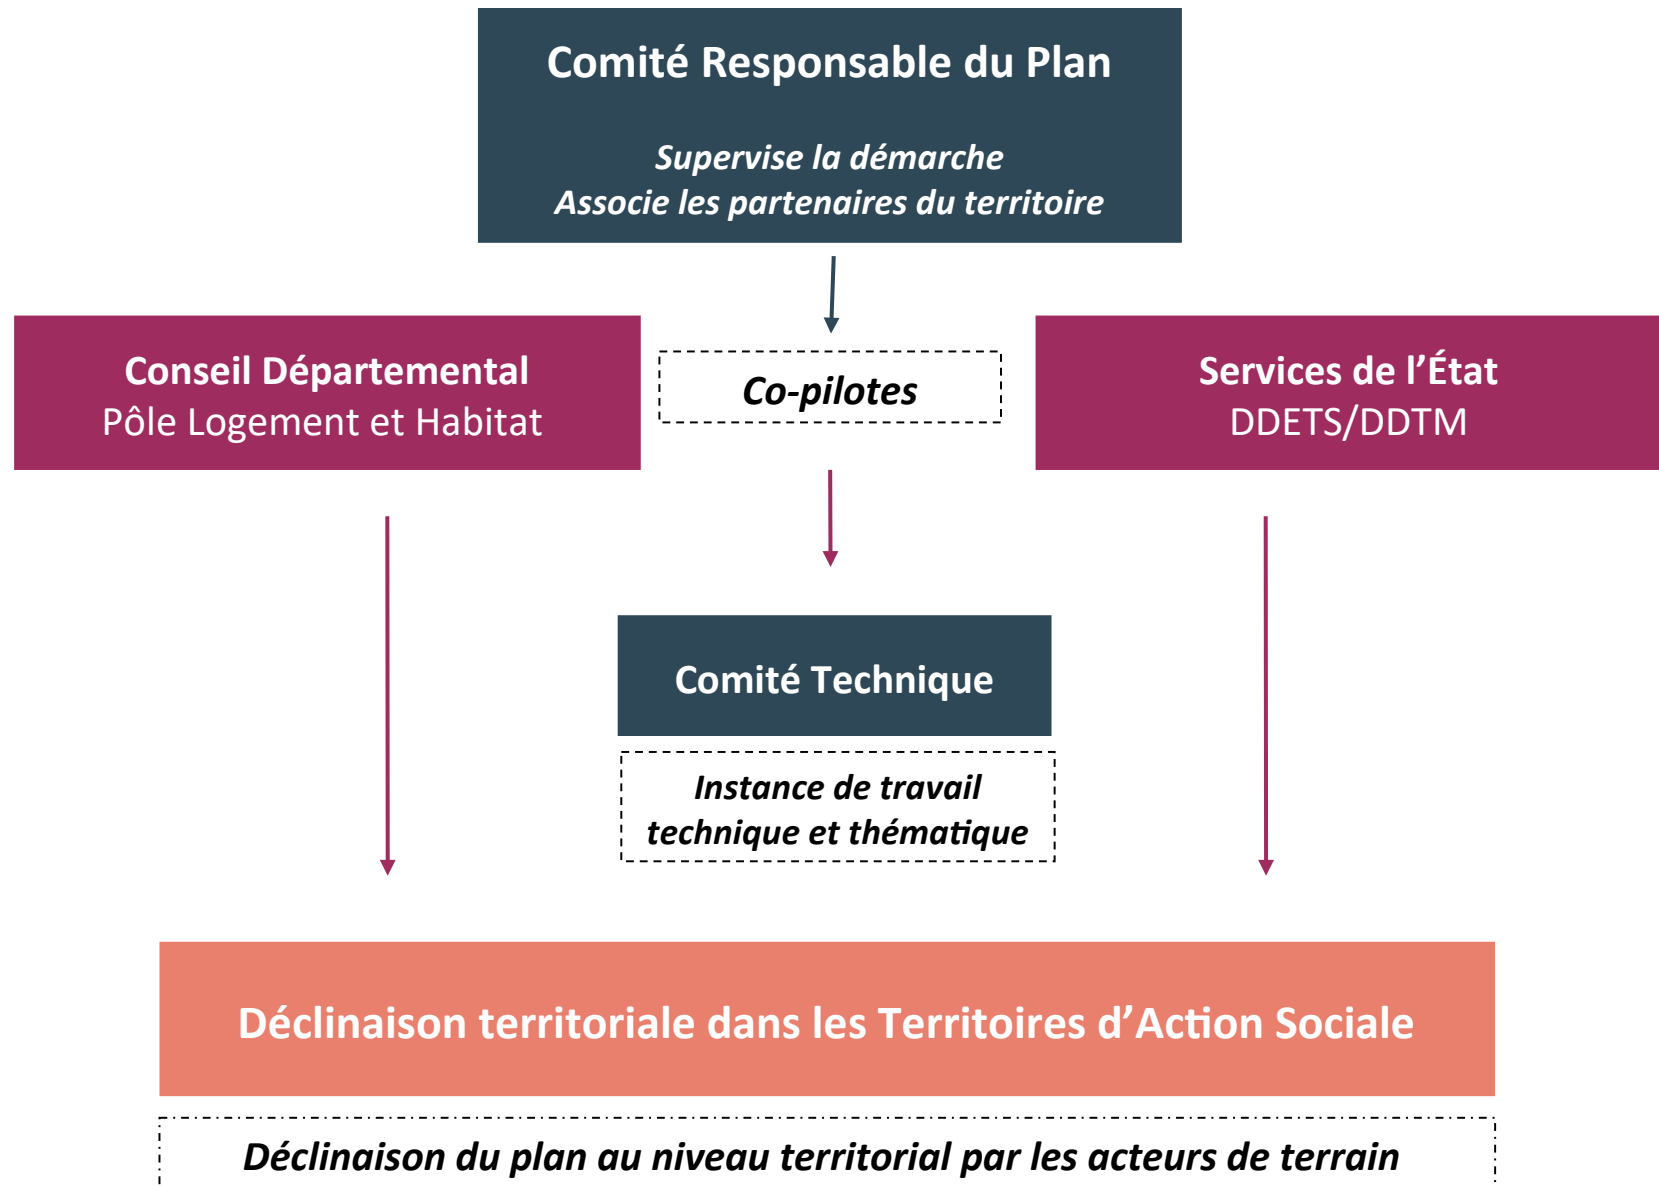 Comité Responsable du Plan
Supervise la démarche
Associe les partenaires du territoire
Conseil Départemental
Pôle Logement et Habitat
Co-pilotes
Services de l’État
DDETS/DDTM
Comité Technique
Instance de travail
technique et thématique
Déclinaison territoriale dans les Territoires d’Action Sociale
Déclinaison du plan au niveau territorial par les acteurs de terrain